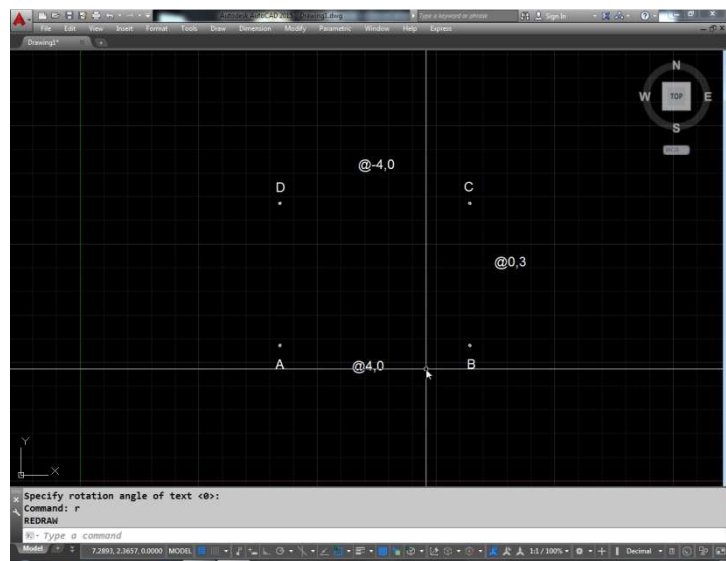 Autodesk AutoCAD 2015 Drawing1.dwg
Type a keyword or phrase
Sign In
File Edit View Insert Format Tools Draw Dimension Modify Parametric Window Help Express
Drawing1*
N
W TOP E
S
WCS
@-4,0
D C
@0,3
A @4,0 B
Y
X
Specify rotation angle of text <0>:
Command: r
REDRAW
Type a command
Model
7.2893, 2.3657, 0.0000 MODEL 1:1 / 100% Decimal